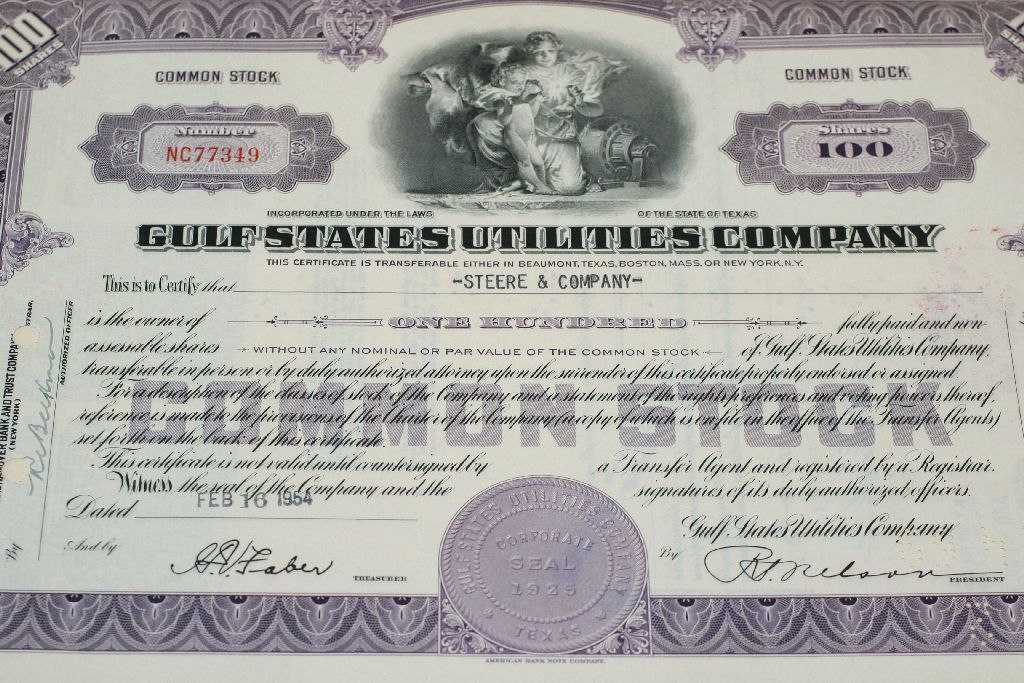 100
SHARES
COMMON STOCK
COMMON STOCK
Number
NC77349
Shares
100
INCORPORATED UNDER THE LAWS OF THE STATE OF TEXAS
GULF STATES UTILITIES COMPANY
THIS CERTIFICATE IS TRANSFERABLE EITHER IN BEAUMONT, TEXAS, BOSTON, MASS. OR NEW YORK, N.Y.
This is to Certify that -STEERE & COMPANY-
is the owner of ONE HUNDRED fully paid and non-
assessable shares WITHOUT ANY NOMINAL OR PAR VALUE OF THE COMMON STOCK of Gulf States Utilities Company,
transferable in person or by duly authorized attorney upon the surrender of this certificate properly endorsed or assigned.
For a description of the classes of stock of the Company and a statement of the rights, preferences and voting powers thereof,
reference is made to the provisions of the Charter of the Company (a copy of which is on file in the office of the Transfer Agents)
set forth on the back of this certificate.
COMMON STOCK
This certificate is not valid until countersigned by a Transfer Agent and registered by a Registrar.
Witness the seal of the Company and the signatures of its duly authorized officers.
Dated FEB 16 1954
Gulf States Utilities Company
And by
TREASURER
By
PRESIDENT
GULF STATES UTILITIES COMPANY
CORPORATE
SEAL
1925
TEXAS
AMERICAN BANK NOTE COMPANY.
BANK AND TRUST COMPANY
(NEW YORK)
By
AUTHORIZED OFFICER